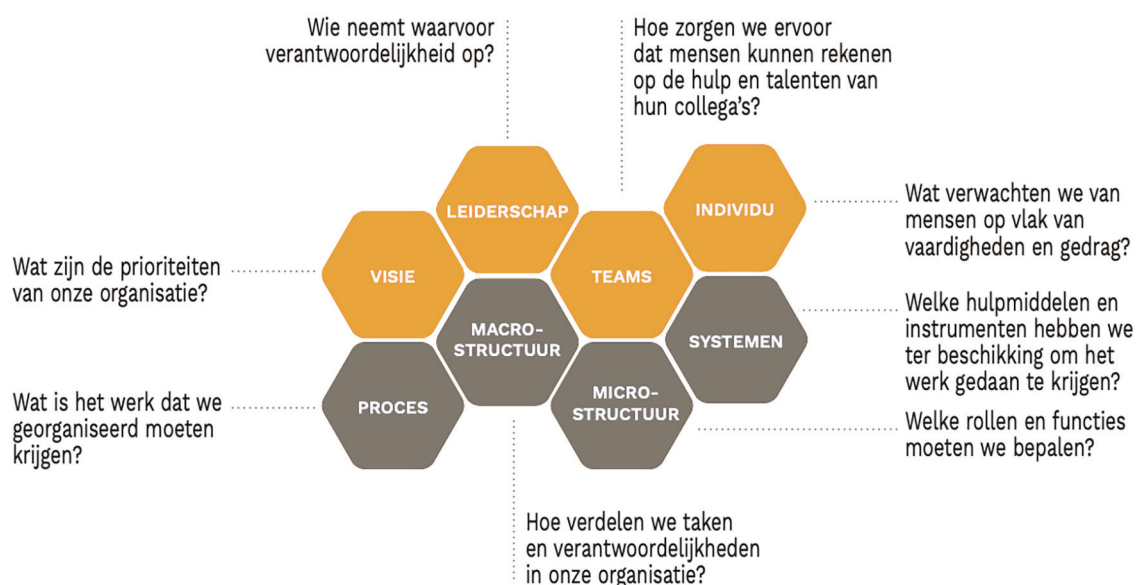 Wie neemt waarvoor
verantwoordelijkheid op?
Hoe zorgen we ervoor
dat mensen kunnen rekenen
op de hulp en talenten van
hun collega's?
LEIDERSCHAP
INDIVIDU
Wat verwachten we van
mensen op vlak van
vaardigheden en gedrag?
Wat zijn de prioriteiten
van onze organisatie?
VISIE
TEAMS
MACRO-
STRUCTUUR
SYSTEMEN
Welke hulpmiddelen en
instrumenten hebben we
ter beschikking om het
werk gedaan te krijgen?
Wat is het werk dat we
georganiseerd moeten
krijgen?
PROCES
MICRO-
STRUCTUUR
Welke rollen en functies
moeten we bepalen?
Hoe verdelen we taken
en verantwoordelijkheden
in onze organisatie?